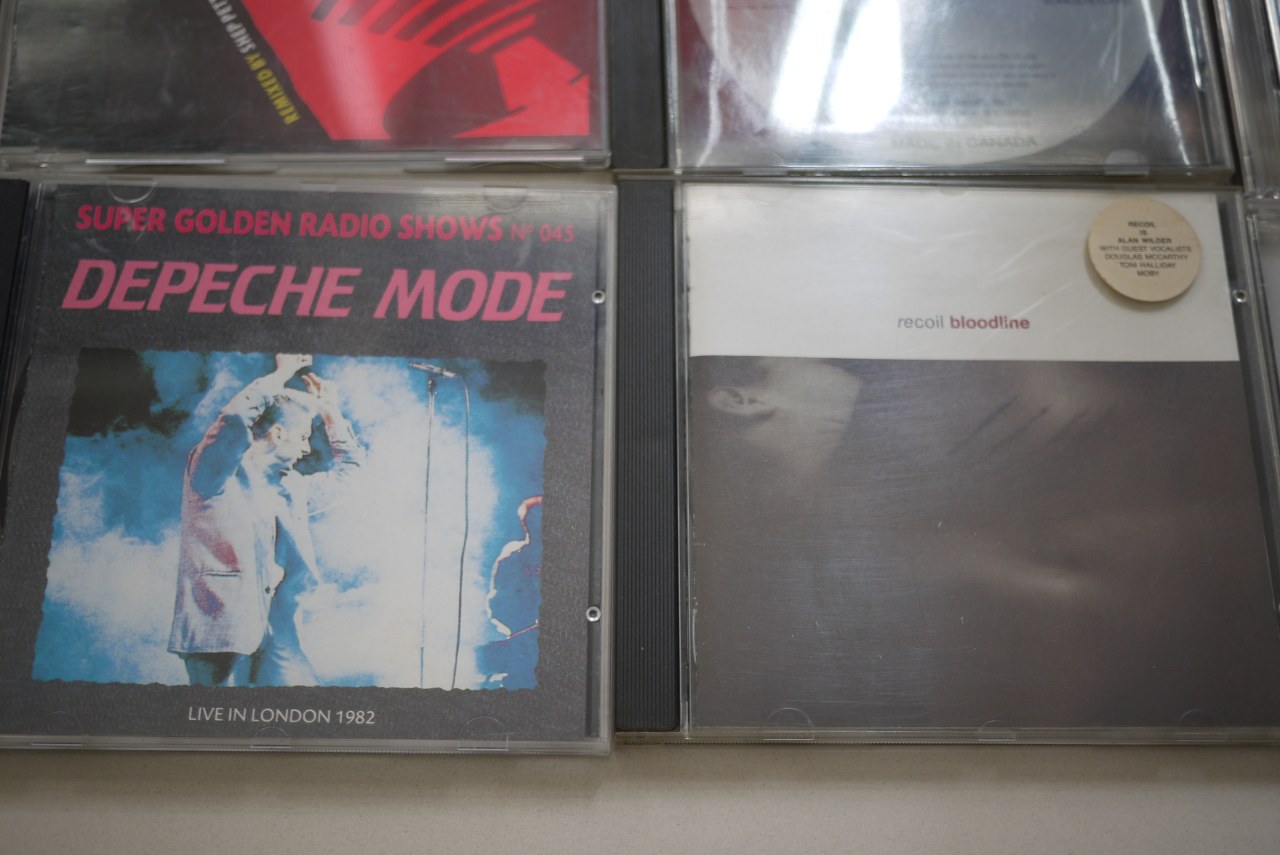 REMIXED BY SHEP PET
MADE IN CANADA
SUPER GOLDEN RADIO SHOWS Nº 045
DEPECHE MODE
LIVE IN LONDON 1982
RECOIL
IS
ALAN WILDER
WITH GUEST VOCALISTS
DOUGLAS MCCARTHY
TONI HALLIDAY
MOBY
recoil bloodline